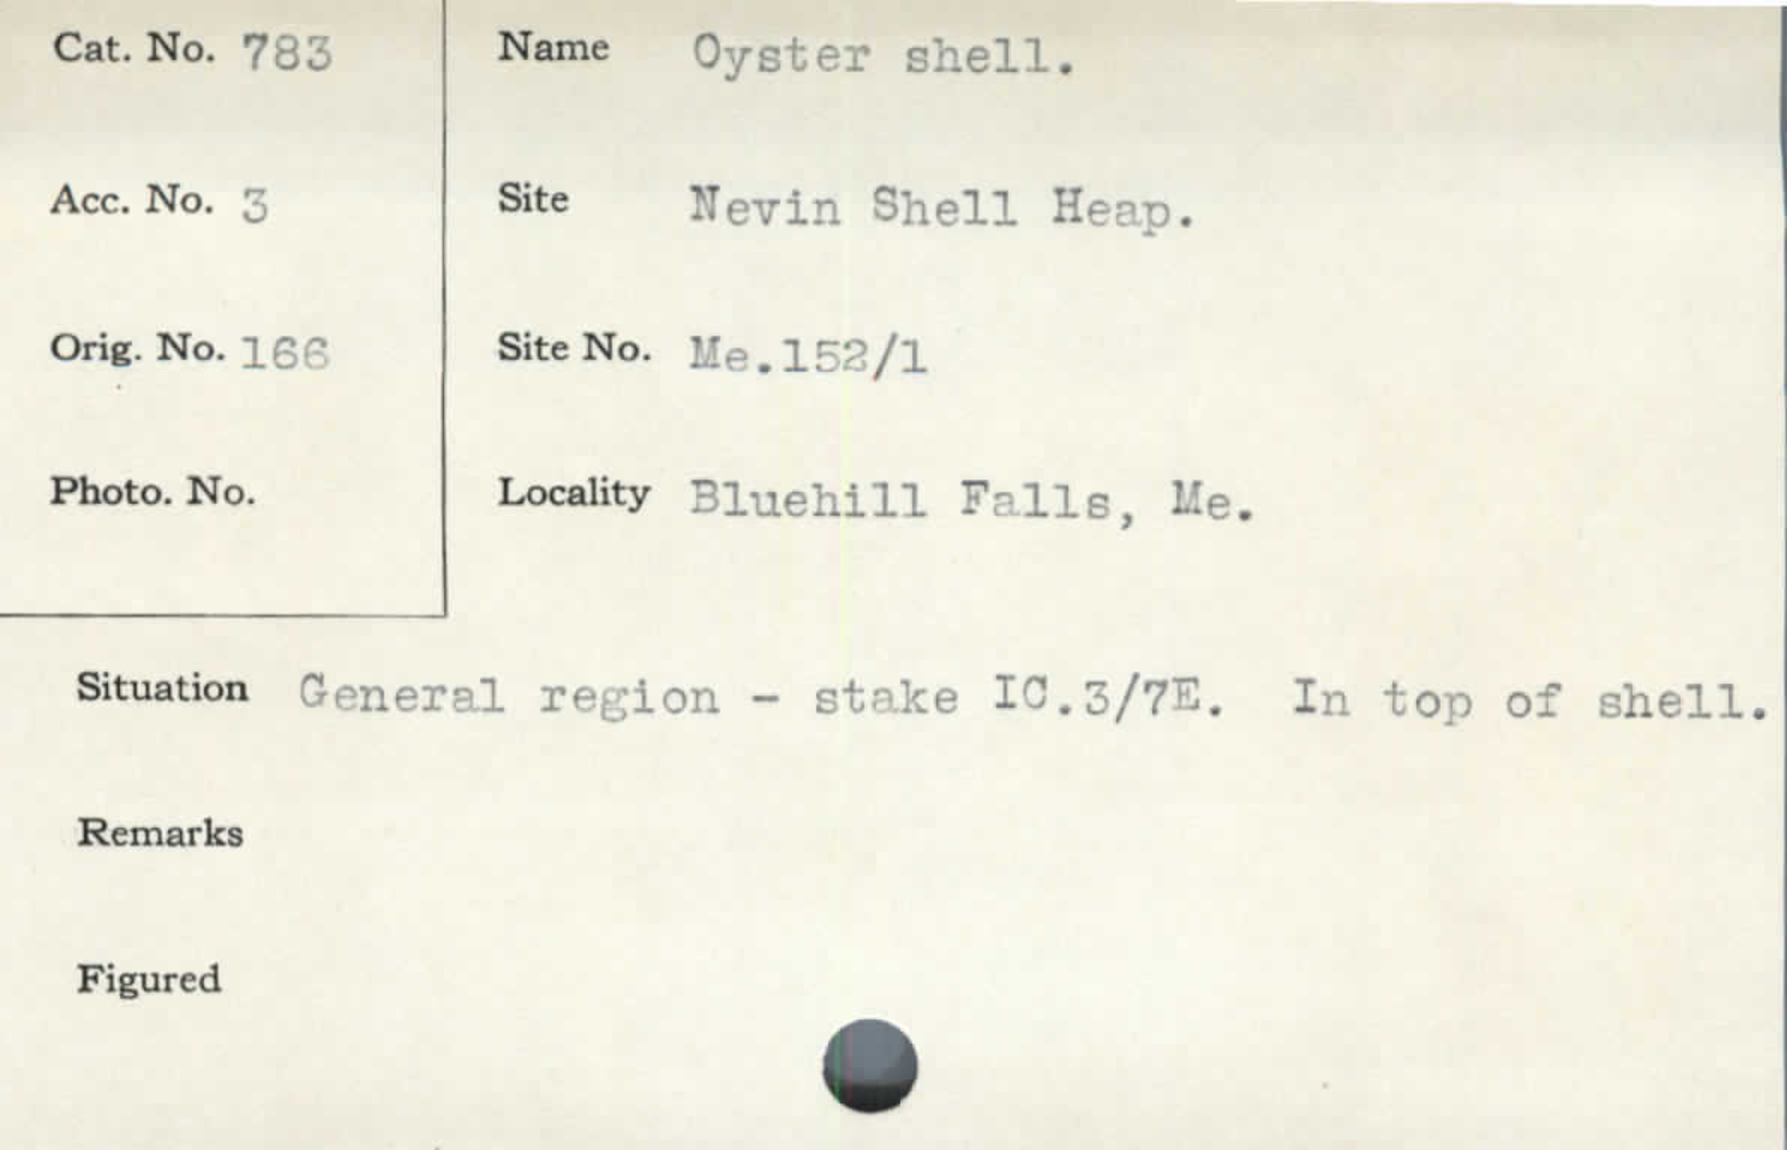 Cat. No. 783
Name Oyster shell.
Acc. No. 3
Site Nevin Shell Heap.
Orig. No. 166
Site No. Me.152/1
Photo. No.
Locality Bluehill Falls, Me.
Situation General region - stake IC.3/7E. In top of shell.
Remarks
Figured